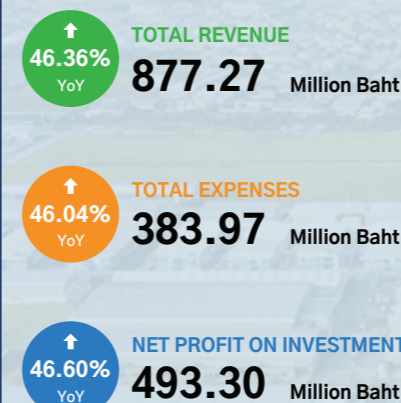 46.36%
YoY
TOTAL REVENUE
877.27 Million Baht
46.04%
YoY
TOTAL EXPENSES
383.97 Million Baht
46.60%
YoY
NET PROFIT ON INVESTMENT
493.30 Million Baht